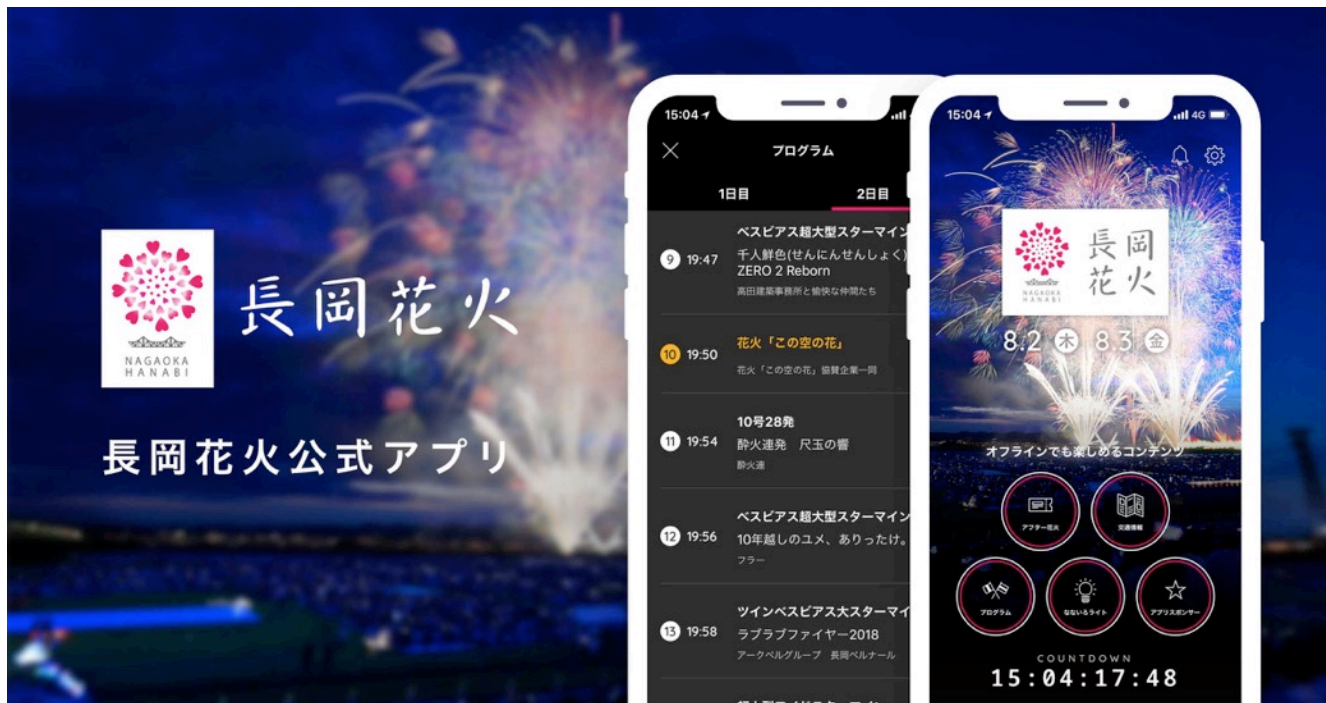 NAGAOKA
HANABI
長岡花火
長岡花火公式アプリ
15:04
プログラム
1日目
2日目
ベスビアス超大型スターマイン
9 19:47
千人鮮色(せんにんせんしょく)
ZERO 2 Reborn
高田建築事務所と愉快な仲間たち
10 19:50
花火「この空の花」
花火「この空の花」協賛企業一同
10号28発
11 19:54
酔火連発 尺玉の響
酔火連
ベスビアス超大型スターマイン
12 19:56
10年越しのユメ、ありったけ。
フラー
ツインベスビアス大スターマイ
13 19:58
ラブラブファイヤー2018
アークベルグループ 長岡ベルナール
15:04
4G
長岡
花火
NAGAOKA
HANABI
8.2 木 8.3 金
オフラインでも楽しめるコンテンツ
アフター花火
交通情報
プログラム
なないろライト
アプリスポンサー
COUNTDOWN
15:04:17:48